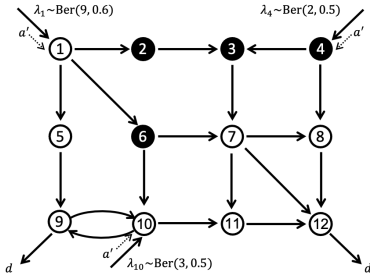 λ₁~Ber(9, 0.6) λ₄~Ber(2, 0.5)
a′ a′
1 2 3 4
5 6 7 8
9 10 11 12
a′
d λ₁₀~Ber(3, 0.5) d